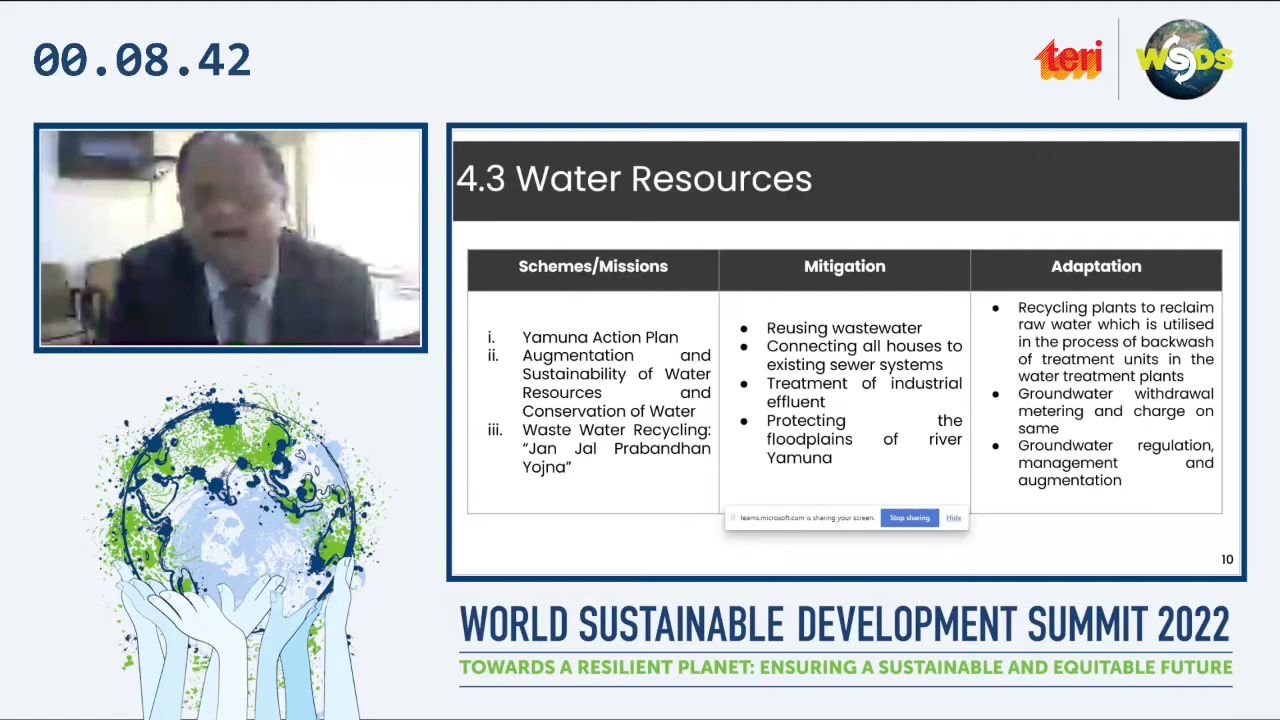 00.08.42
teri
WSDS
4.3 Water Resources
Schemes/Missions
Mitigation
Adaptation
i. Yamuna Action Plan
ii. Augmentation and
Sustainability of Water
Resources and
Conservation of Water
iii. Waste Water Recycling:
“Jan Jal Prabandhan
Yojna”
● Reusing wastewater
● Connecting all houses to
existing sewer systems
● Treatment of industrial
effluent
● Protecting the
floodplains of river
Yamuna
● Recycling plants to reclaim
raw water which is utilised
in the process of backwash
of treatment units in the
water treatment plants
● Groundwater withdrawal
metering and charge on
same
● Groundwater regulation,
management and
augmentation
teams.microsoft.com is sharing your screen.
Stop sharing
Hide
10
WORLD SUSTAINABLE DEVELOPMENT SUMMIT 2022
TOWARDS A RESILIENT PLANET: ENSURING A SUSTAINABLE AND EQUITABLE FUTURE